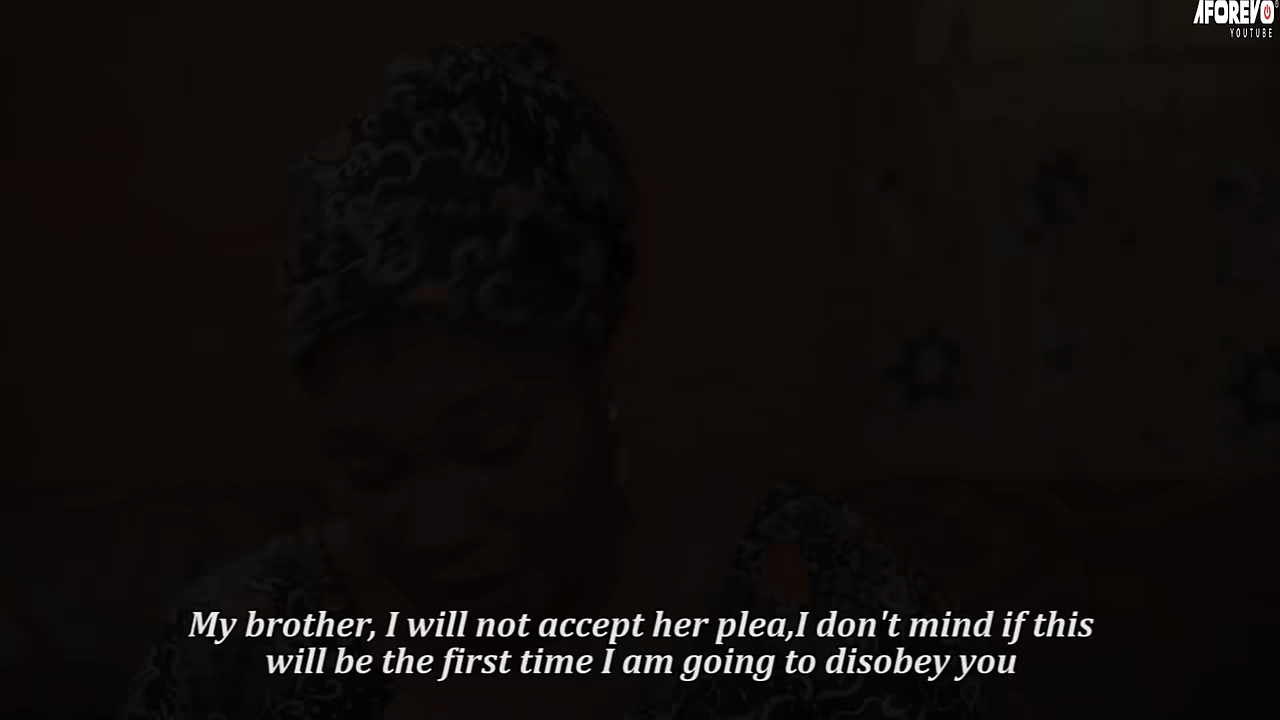 AFOREVO
YOUTUBE
My brother, I will not accept her plea,I don't mind if this
will be the first time I am going to disobey you